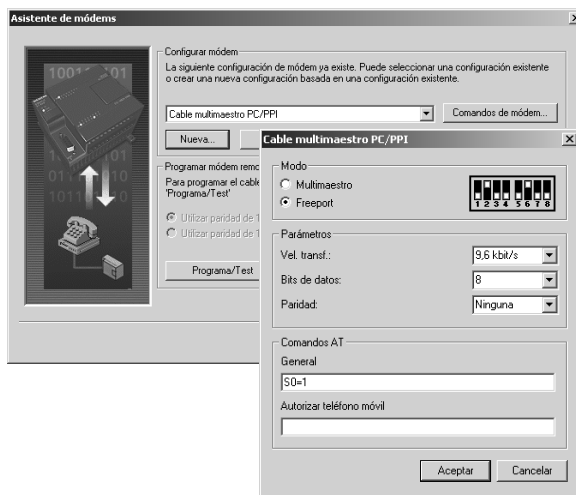 Asistente de módems
Configurar módem
La siguiente configuración de módem ya existe. Puede seleccionar una configuración existente
o crear una nueva configuración basada en una configuración existente.
Cable multimaestro PC/PPI
Comandos de módem...
Nueva...
Programar módem remo
Para programar el cable
'Programa/Test'
Utilizar paridad de 1
Utilizar paridad de 1
Programa/Test
Cable multimaestro PC/PPI
Modo
Multimaestro
Freeport
1 2 3 4 5 6 7 8
Parámetros
Vel. transf.:
9,6 kbit/s
Bits de datos:
8
Paridad:
Ninguna
Comandos AT
General
S0=1
Autorizar teléfono móvil
Aceptar
Cancelar